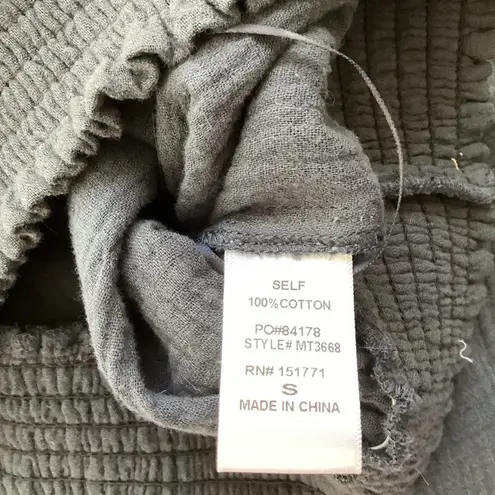 SELF
100%COTTON
PO#84178
STYLE# MT3668
RN# 151771
S
MADE IN CHINA